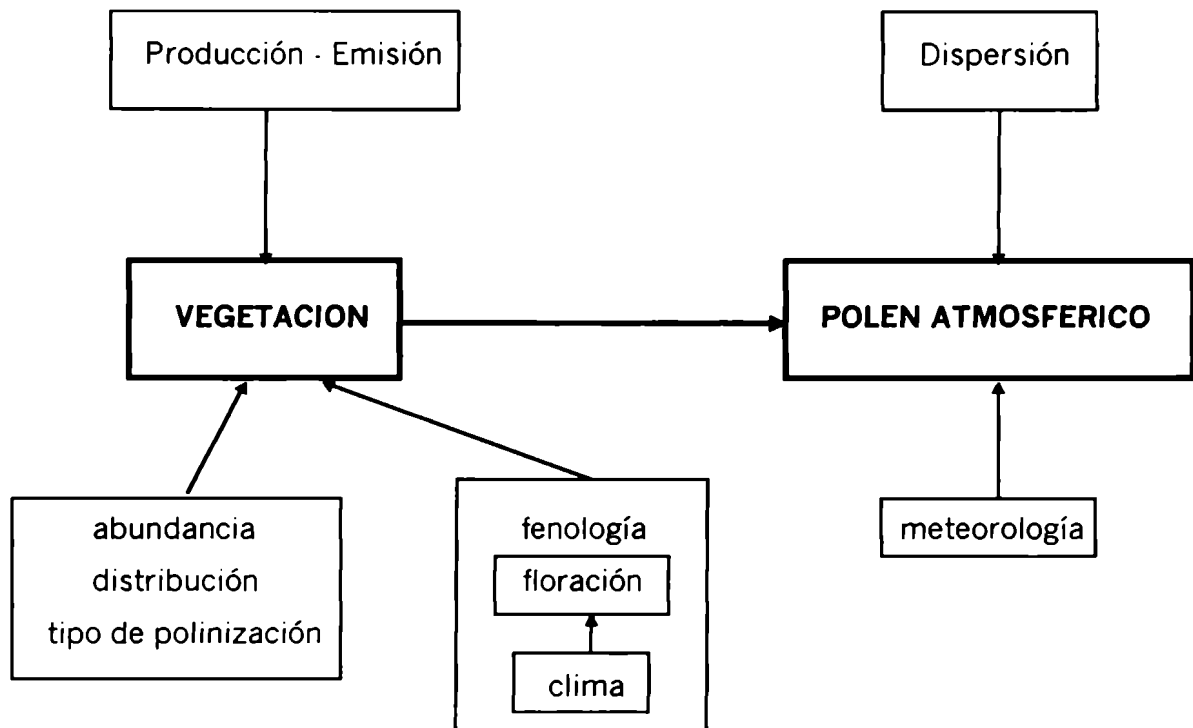 Producción - Emisión
Dispersión
VEGETACION
POLEN ATMOSFERICO
abundancia
distribución
tipo de polinización
fenología
floración
clima
meteorología